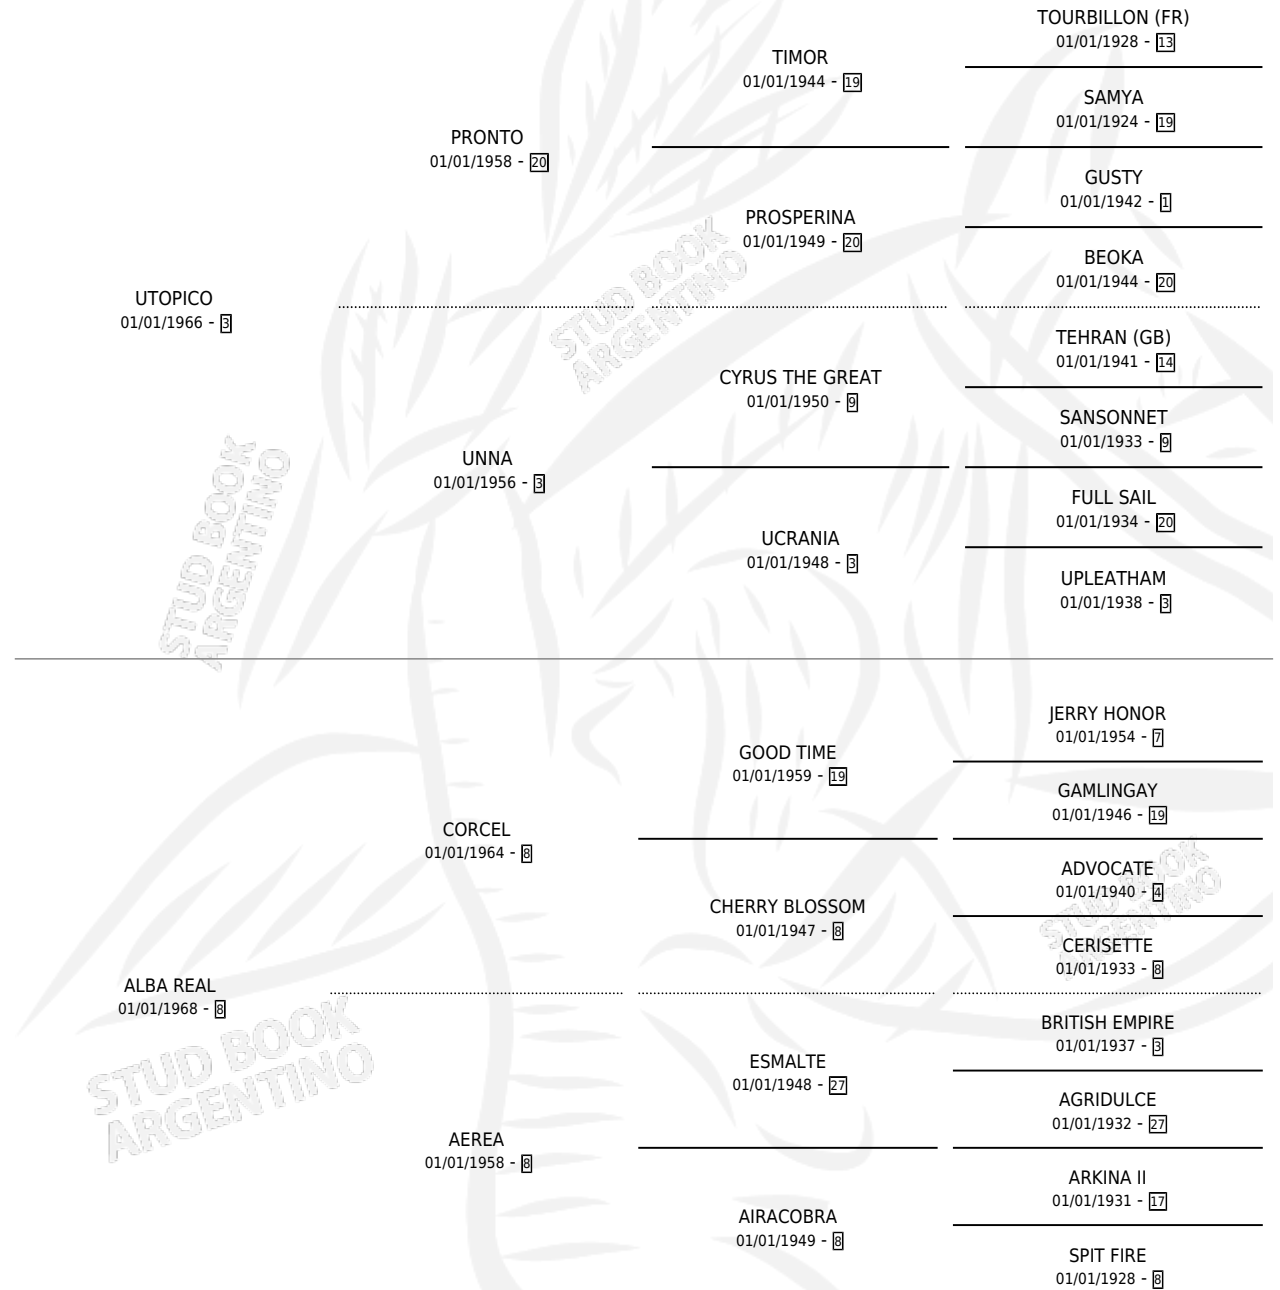 TOURBILLON (FR)
01/01/1928 - 13
TIMOR
01/01/1944 - 19
SAMYA
01/01/1924 - 19
PRONTO
01/01/1958 - 20
GUSTY
01/01/1942 - 1
PROSPERINA
01/01/1949 - 20
BEOKA
01/01/1944 - 20
UTOPICO
01/01/1966 - 3
TEHRAN (GB)
01/01/1941 - 14
CYRUS THE GREAT
01/01/1950 - 9
SANSONNET
01/01/1933 - 9
UNNA
01/01/1956 - 3
FULL SAIL
01/01/1934 - 20
UCRANIA
01/01/1948 - 3
UPLEATHAM
01/01/1938 - 3
JERRY HONOR
01/01/1954 - 7
GOOD TIME
01/01/1959 - 19
GAMLINGAY
01/01/1946 - 19
CORCEL
01/01/1964 - 8
ADVOCATE
01/01/1940 - 4
CHERRY BLOSSOM
01/01/1947 - 8
CERISETTE
01/01/1933 - 8
ALBA REAL
01/01/1968 - 8
BRITISH EMPIRE
01/01/1937 - 3
ESMALTE
01/01/1948 - 27
AGRIDULCE
01/01/1932 - 27
AEREA
01/01/1958 - 8
ARKINA II
01/01/1931 - 17
AIRACOBRA
01/01/1949 - 8
SPIT FIRE
01/01/1928 - 8
STUD BOOK
ARGENTINO
STUD BOOK
ARGENTINO
STUD BOOK
ARGENTINO
STUD BOOK
ARGENTINO